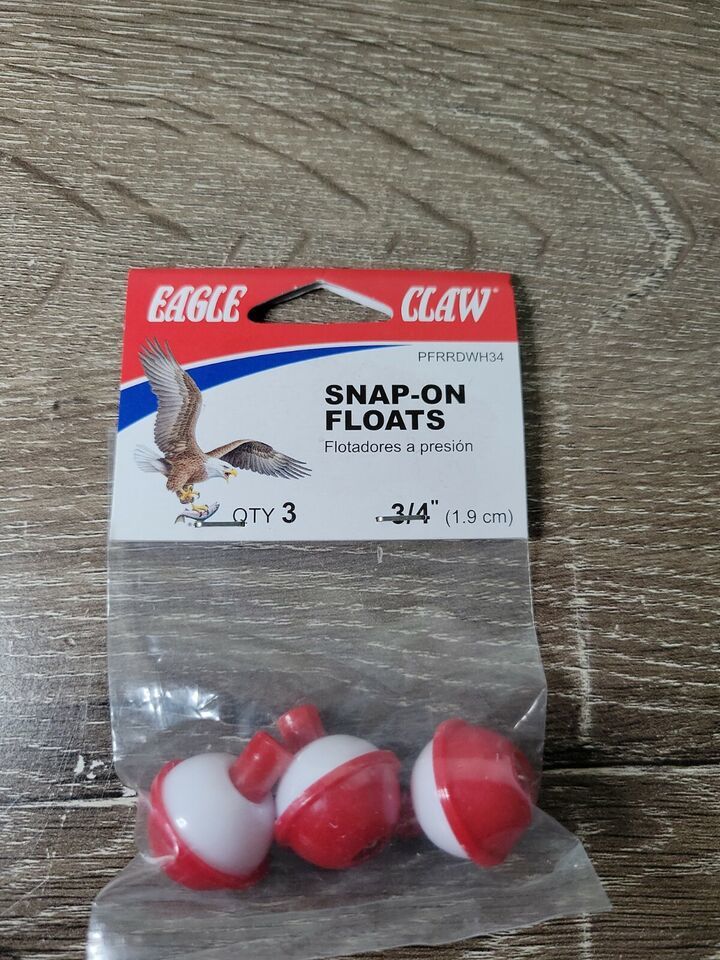 EAGLE CLAW®
PFRRDWH34
SNAP-ON
FLOATS
Flotadores a presión
QTY 3
3/4" (1.9 cm)